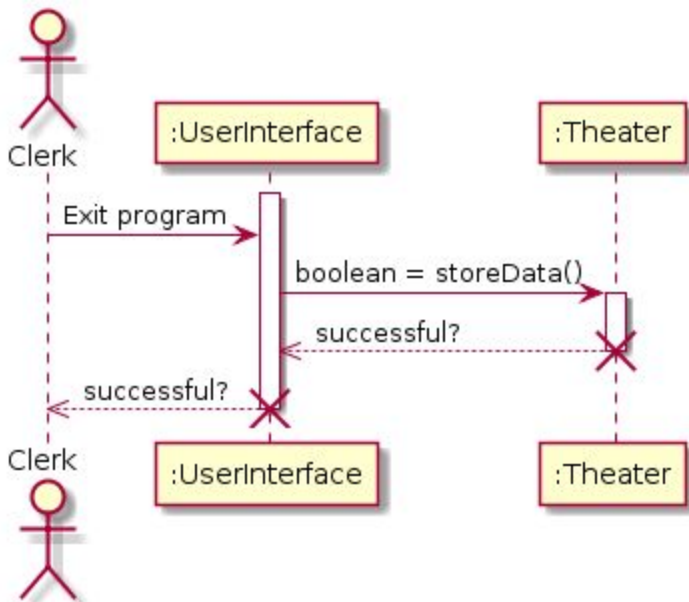 Clerk
:UserInterface
:Theater
Exit program
boolean = storeData()
successful?
successful?
Clerk
:UserInterface
:Theater